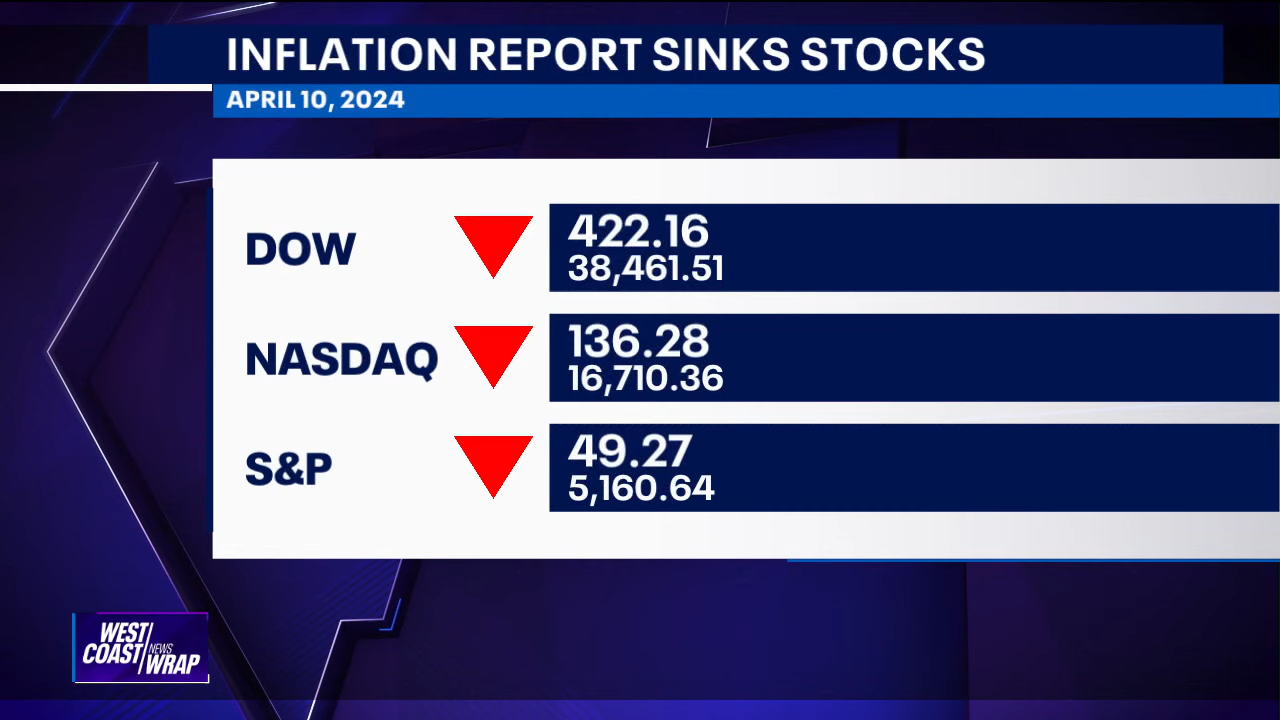 INFLATION REPORT SINKS STOCKS
APRIL 10, 2024
DOW
422.16
38,461.51
NASDAQ
136.28
16,710.36
S&P
49.27
5,160.64
WEST
COAST NEWS
WRAP